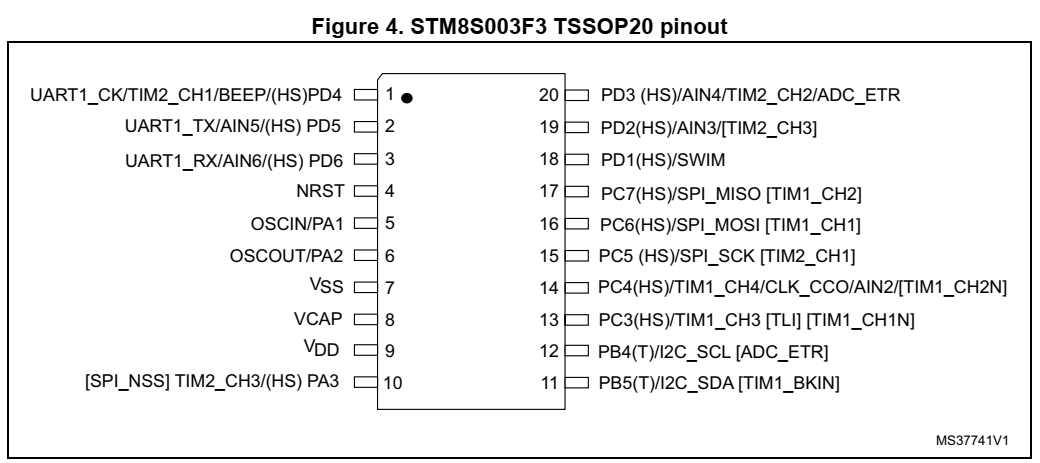 Figure 4. STM8S003F3 TSSOP20 pinout
UART1_CK/TIM2_CH1/BEEP/(HS)PD4 1 20 PD3 (HS)/AIN4/TIM2_CH2/ADC_ETR
UART1_TX/AIN5/(HS) PD5 2 19 PD2(HS)/AIN3/[TIM2_CH3]
UART1_RX/AIN6/(HS) PD6 3 18 PD1(HS)/SWIM
NRST 4 17 PC7(HS)/SPI_MISO [TIM1_CH2]
OSCIN/PA1 5 16 PC6(HS)/SPI_MOSI [TIM1_CH1]
OSCOUT/PA2 6 15 PC5 (HS)/SPI_SCK [TIM2_CH1]
VSS 7 14 PC4(HS)/TIM1_CH4/CLK_CCO/AIN2/[TIM1_CH2N]
VCAP 8 13 PC3(HS)/TIM1_CH3 [TLI] [TIM1_CH1N]
VDD 9 12 PB4(T)/I2C_SCL [ADC_ETR]
[SPI_NSS] TIM2_CH3/(HS) PA3 10 11 PB5(T)/I2C_SDA [TIM1_BKIN]
MS37741V1